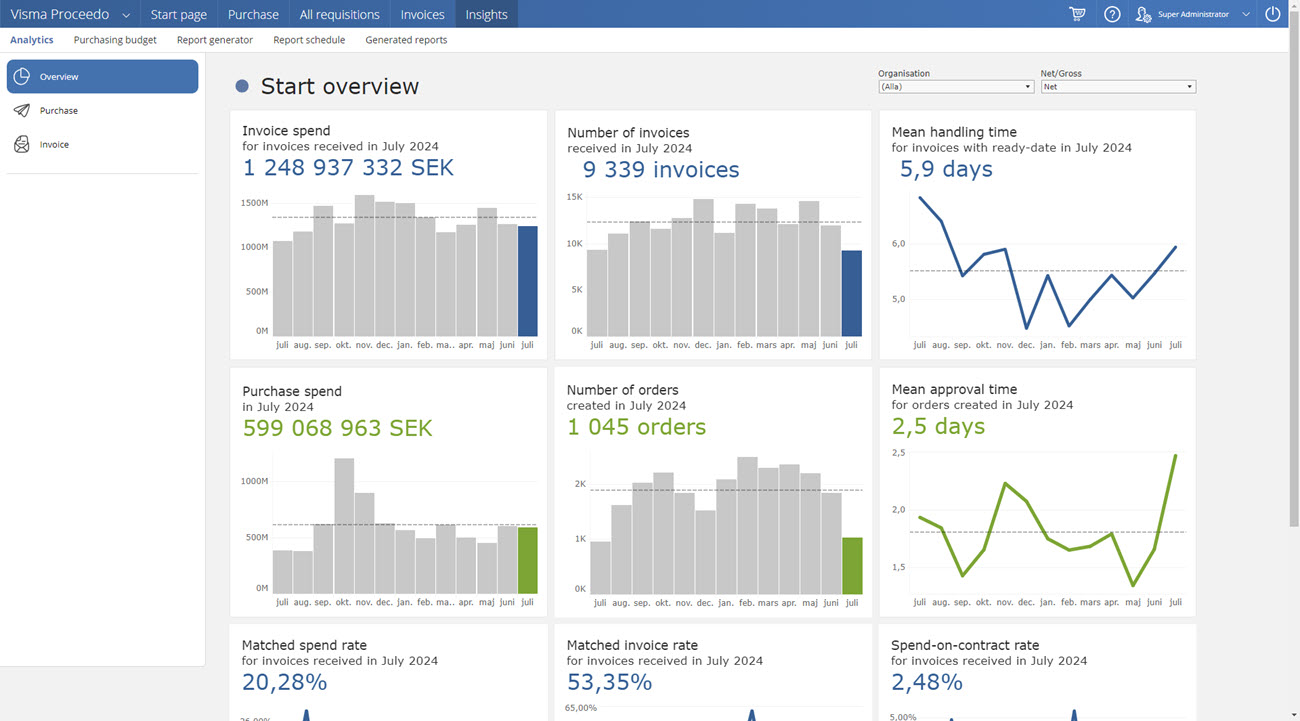 Visma Proceedo Start page Purchase All requisitions Invoices Insights Super Administrator
Analytics Purchasing budget Report generator Report schedule Generated reports
Overview
Purchase
Invoice
Start overview
Organisation
(Alla)
Net/Gross
Net
Invoice spend
for invoices received in July 2024
1 248 937 332 SEK
1500M
1000M
500M
0M
juli aug. sep. okt. nov. dec. jan. feb. ma.. apr. maj juni juli
Number of invoices
received in July 2024
9 339 invoices
15K
10K
5K
0K
juli aug. sep. okt. nov. dec. jan. feb. mars apr. maj juni juli
Mean handling time
for invoices with ready-date in July 2024
5,9 days
6,0
5,0
juli aug. sep. okt. nov. dec. jan. feb. mars apr. maj juni juli
Purchase spend
in July 2024
599 068 963 SEK
1000M
500M
0M
juli aug. sep. okt. nov. dec. jan. feb. ma.. apr. maj juni juli
Number of orders
created in July 2024
1 045 orders
2K
1K
0K
juli aug. sep. okt. nov. dec. jan. feb. mars apr. maj juni juli
Mean approval time
for orders created in July 2024
2,5 days
2,5
2,0
1,5
juli aug. sep. okt. nov. dec. jan. feb. mars apr. maj juni juli
Matched spend rate
for invoices received in July 2024
20,28%
Matched invoice rate
for invoices received in July 2024
53,35%
65,00%
Spend-on-contract rate
for invoices received in July 2024
2,48%
5,00%